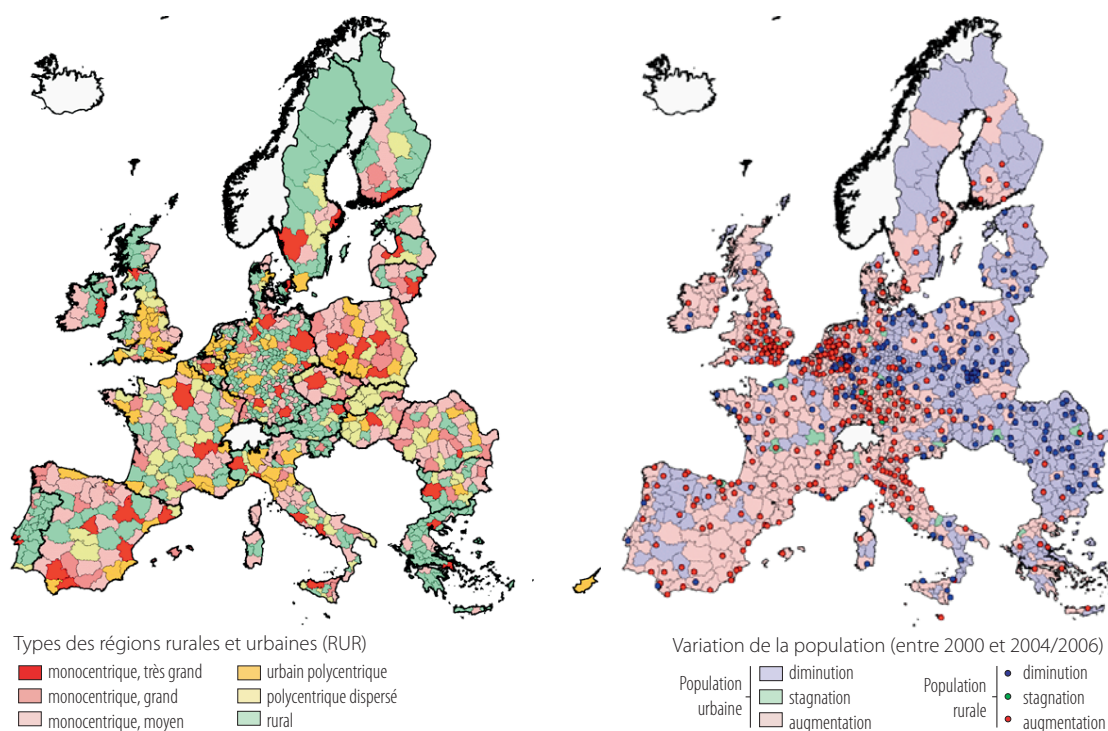 Types des régions rurales et urbaines (RUR)
monocentrique, très grand
monocentrique, grand
monocentrique, moyen
urbain polycentrique
polycentrique dispersé
rural
Variation de la population (entre 2000 et 2004/2006)
Population
urbaine
diminution
stagnation
augmentation
Population
rurale
diminution
stagnation
augmentation